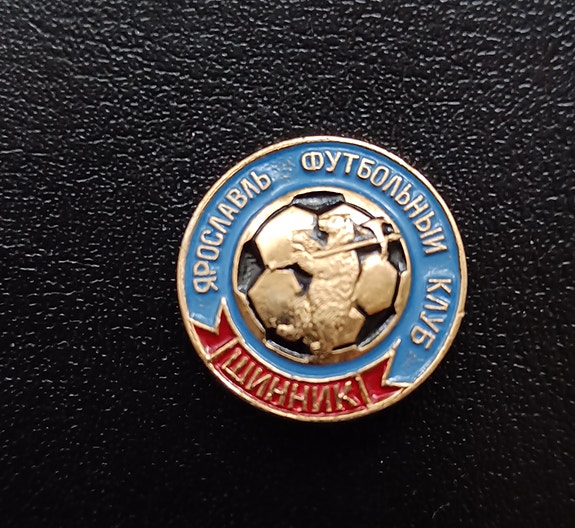 ЯРОСЛАВЛЬ ФУТБОЛЬНЫЙ КЛУБ
ШИННИК